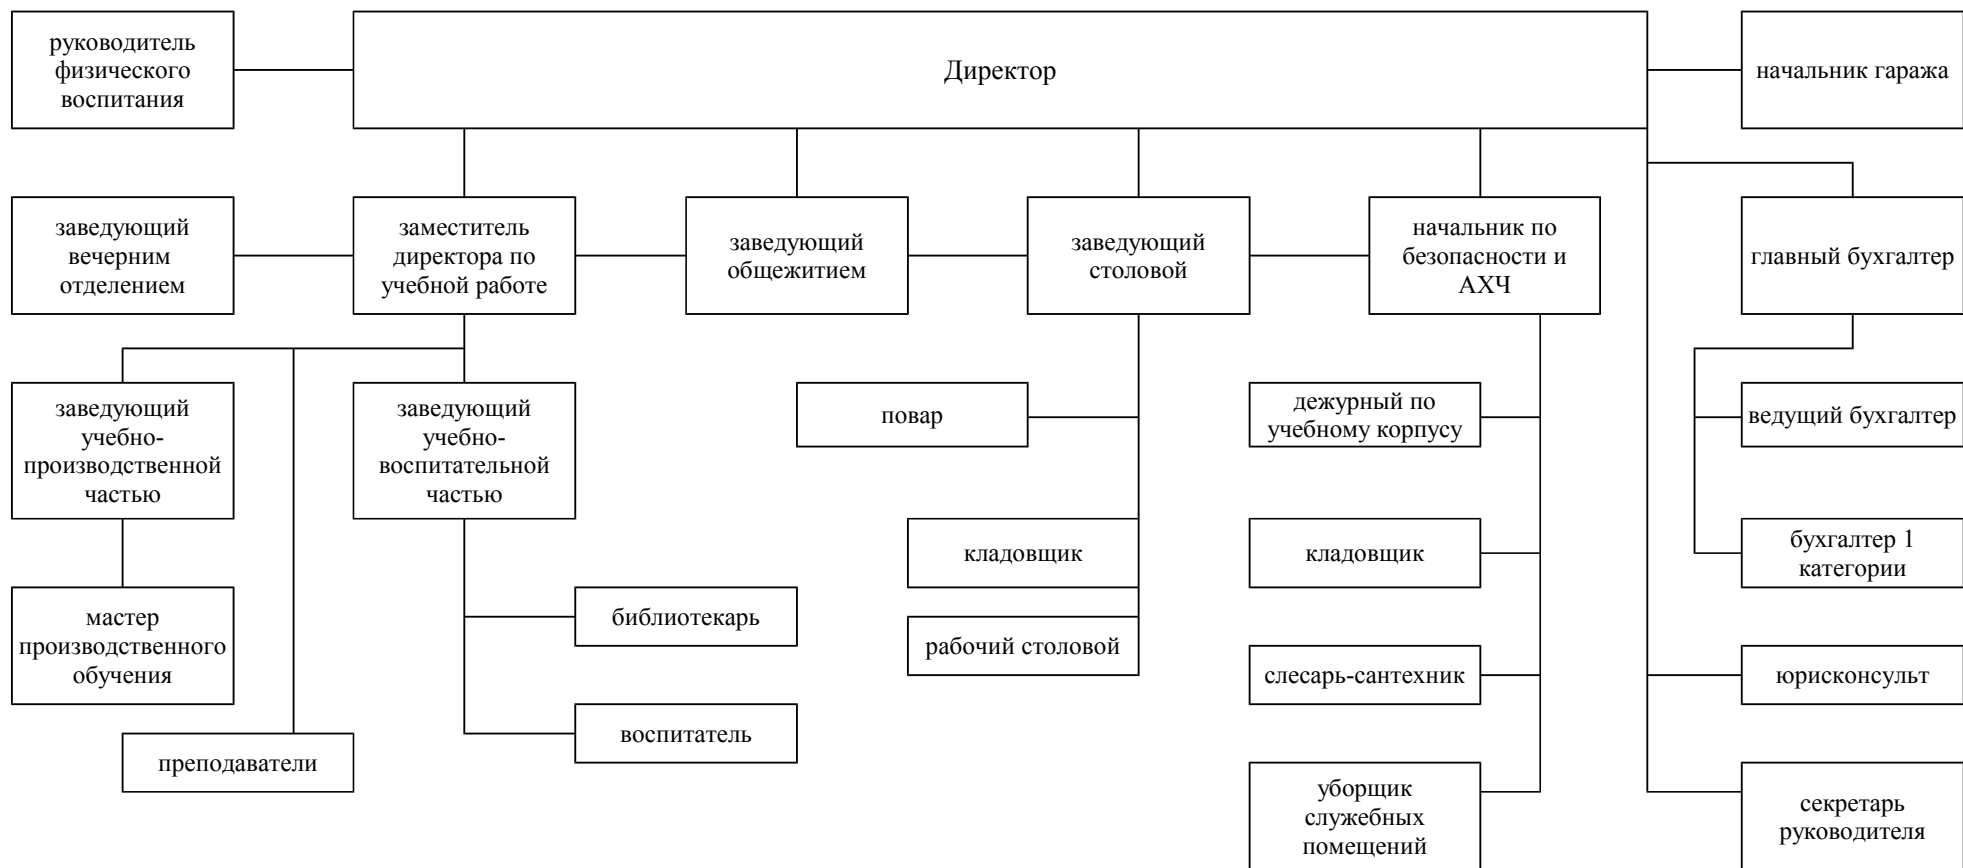 руководитель
физического
воспитания
Директор
начальник гаража
заведующий
вечерним
отделением
заместитель
директора по
учебной работе
заведующий
общежитием
заведующий
столовой
начальник по
безопасности и
АХЧ
главный бухгалтер
заведующий
учебно-
производственной
частью
заведующий
учебно-
воспитательной
частью
повар
дежурный по
учебному корпусу
ведущий бухгалтер
кладовщик
кладовщик
бухгалтер 1
категории
мастер
производственного
обучения
библиотекарь
рабочий столовой
слесарь-сантехник
юрисконсульт
воспитатель
преподаватели
уборщик
служебных
помещений
секретарь
руководителя